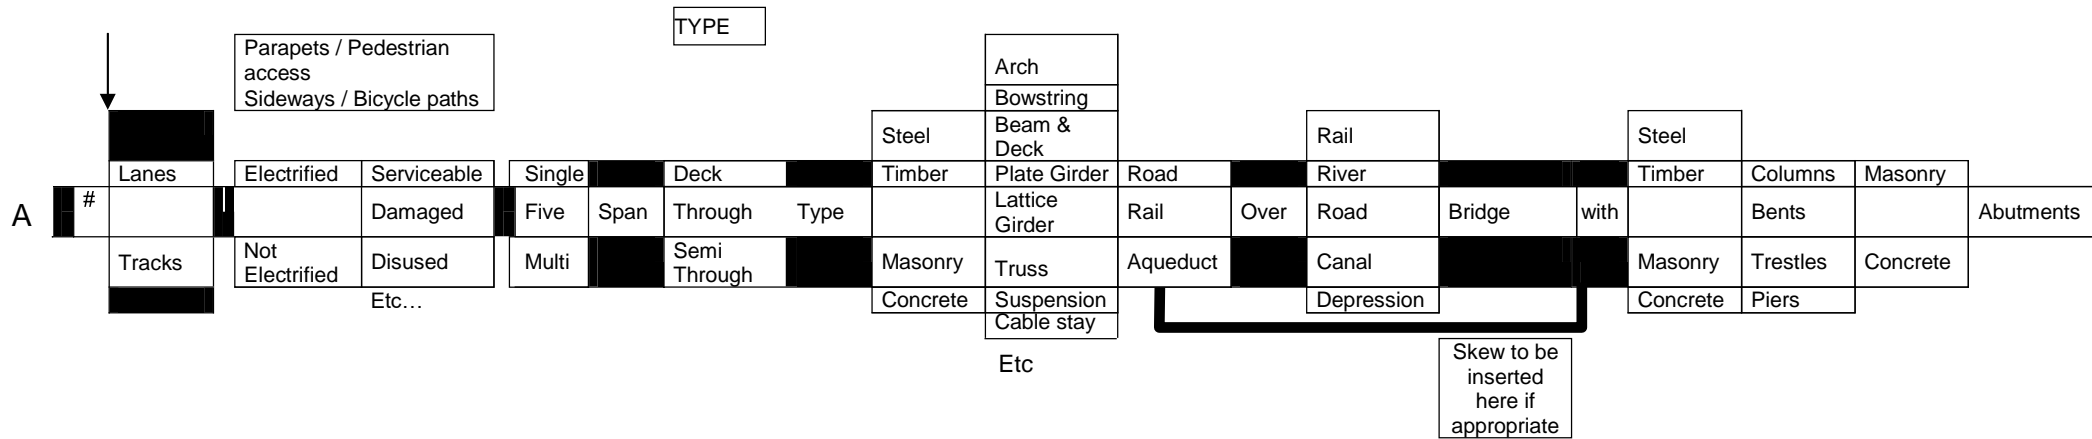 TYPE
Parapets / Pedestrian
access
Sideways / Bicycle paths
Arch
Bowstring
Steel
Beam &
Deck
Rail
Steel
Lanes
Electrified
Serviceable
Single
Deck
Timber
Plate Girder
Road
River
Timber
Columns
Masonry
A
#
Damaged
Five
Span
Through
Type
Lattice
Girder
Rail
Over
Road
Bridge
with
Bents
Abutments
Tracks
Not
Electrified
Disused
Multi
Semi
Through
Masonry
Truss
Aqueduct
Canal
Masonry
Trestles
Concrete
Etc…
Concrete
Suspension
Depression
Concrete
Piers
Cable stay
Etc
Skew to be
inserted
here if
appropriate